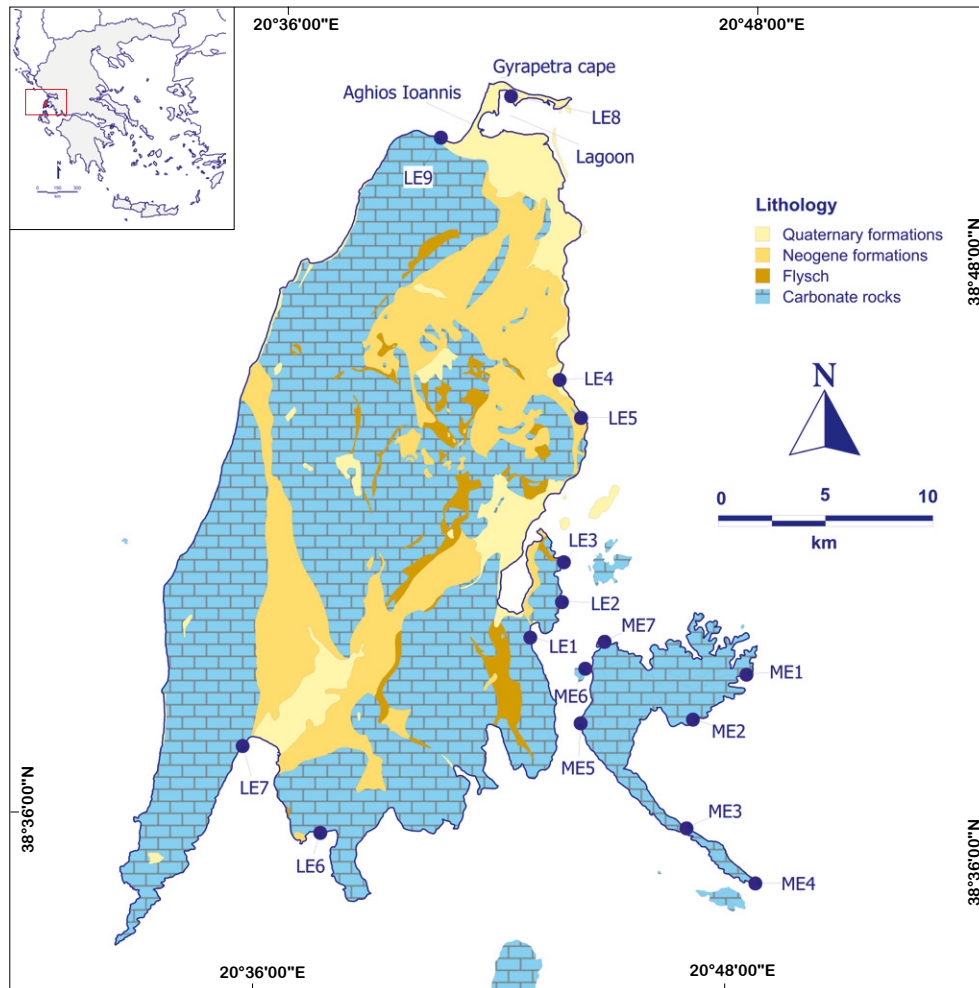 20°36'00"E
20°48'00"E
Gyrapetra cape
Aghios Ioannis
LE8
Lagoon
LE9
N
38°48'00"N
Lithology
Quaternary formations
Neogene formations
Flysch
Carbonate rocks
LE4
N
LE5
0 5 10
km
LE3
LE2
LE1
ME7
ME1
ME6
ME2
ME5
LE7
38°36'00"N
ME3
LE6
ME4
38°36'00"N
20°36'00"E
20°48'00"E